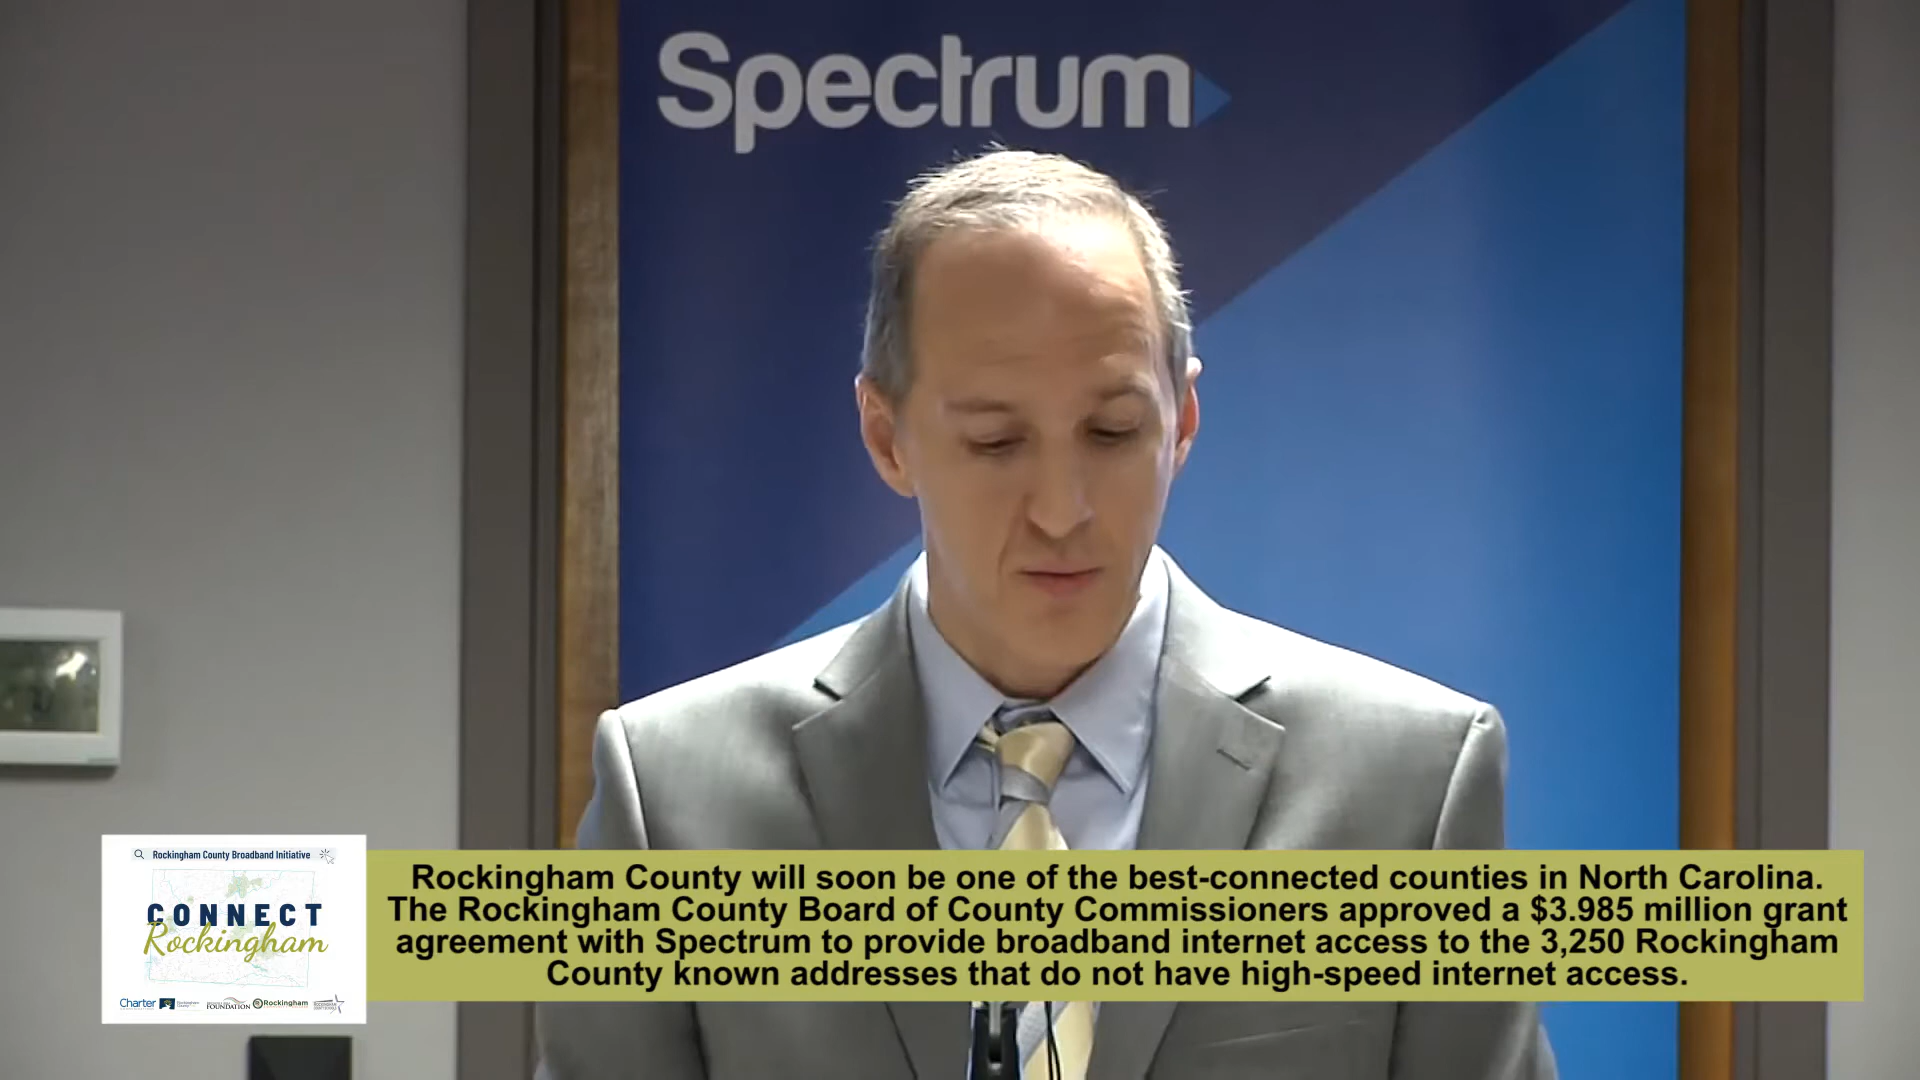 Spectrum
Rockingham County Broadband Initiative
CONNECT
Rockingham
Charter
FOUNDATION
Rockingham
Rockingham County will soon be one of the best-connected counties in North Carolina.
The Rockingham County Board of County Commissioners approved a $3.985 million grant
agreement with Spectrum to provide broadband internet access to the 3,250 Rockingham
County known addresses that do not have high-speed internet access.